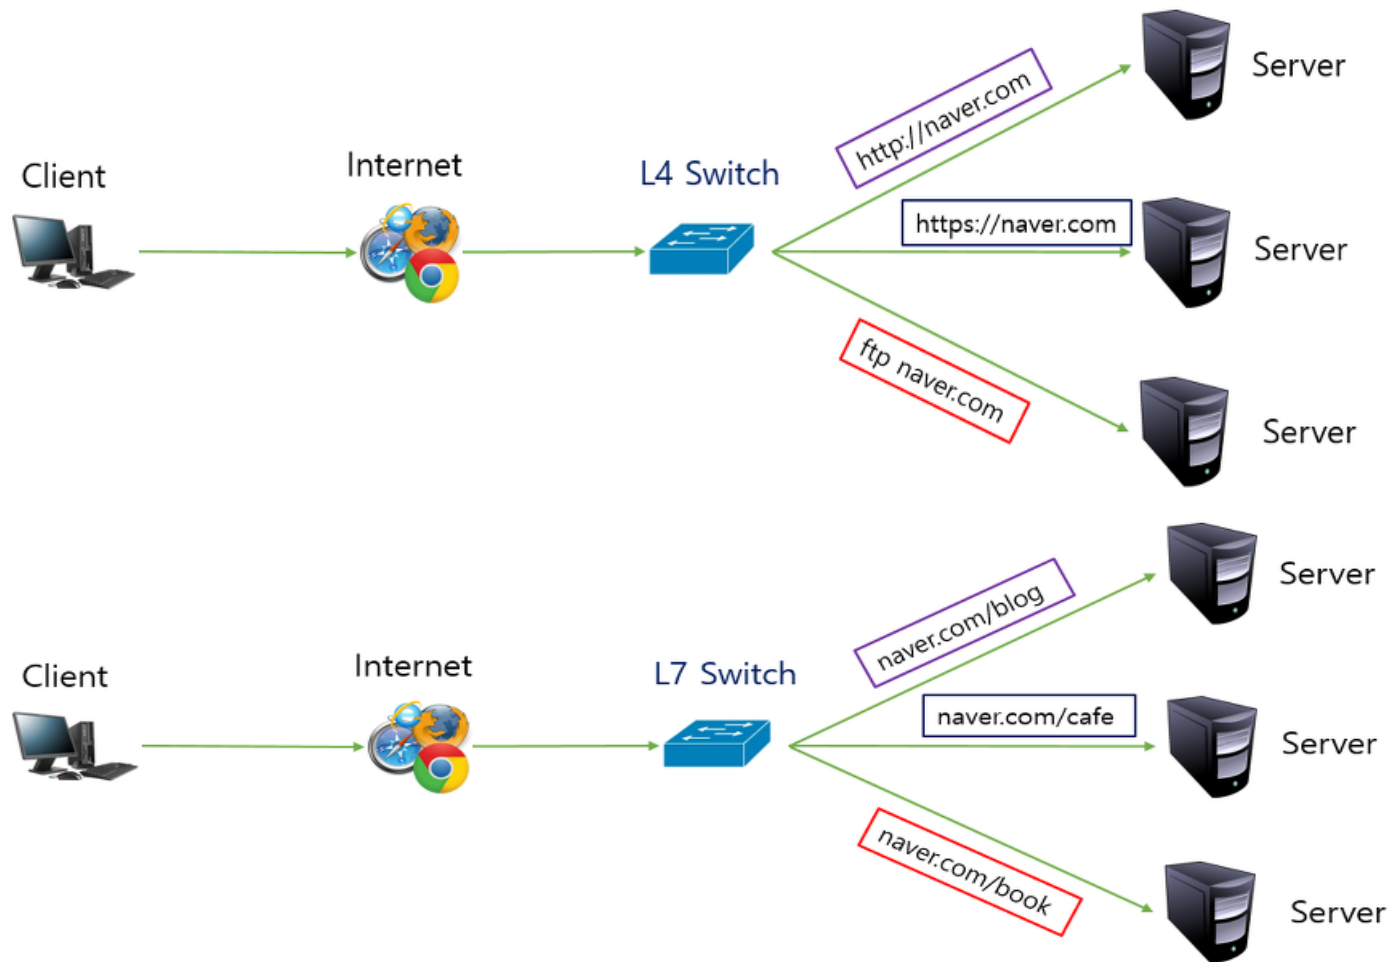 Client
Internet
L4 Switch
http://naver.com
Server
https://naver.com
Server
ftp naver.com
Server
Client
Internet
L7 Switch
naver.com/blog
Server
naver.com/cafe
Server
naver.com/book
Server